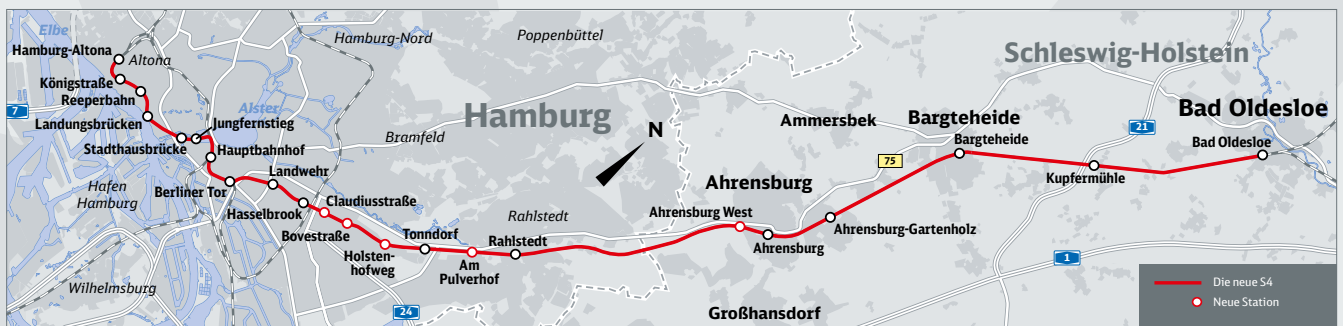 Elbe
Hamburg-Altona
Altona
Königstraße
Reeperbahn
7
Landungsbrücken
Alster
Jungfernstieg
Stadthausbrücke
Hauptbahnhof
Hafen
Hamburg
Berliner Tor
Landwehr
Hasselbrook
Claudiusstraße
Bovestraße
Holsten-
hofweg
Tonndorf
Am
Pulverhof
Rahlstedt
Rahlstedt
Wilhelmsburg
24
Hamburg-Nord
Poppenbüttel
Bramfeld
Hamburg
N
Ahrensburg
Ahrensburg West
Ahrensburg
Ahrensburg-Gartenholz
Großhansdorf
Ammersbek
75
Bargteheide
Bargteheide
Schleswig-Holstein
21
Kupfermühle
Bad Oldesloe
Bad Oldesloe
1
Die neue S4
Neue Station